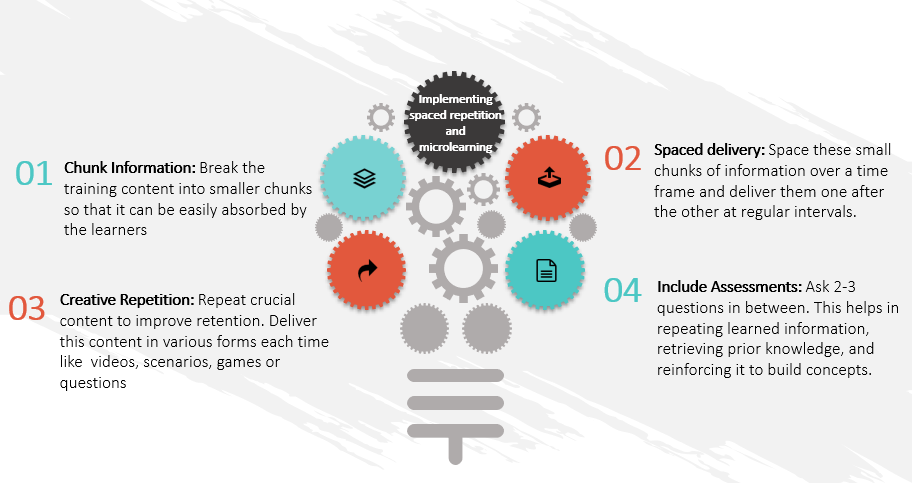 Implementing
spaced repetition
and
microlearning
01
Chunk Information: Break the
training content into smaller chunks
so that it can be easily absorbed by
the learners
02
Spaced delivery: Space these small
chunks of information over a time
frame and deliver them one after
the other at regular intervals.
03
Creative Repetition: Repeat crucial
content to improve retention. Deliver
this content in various forms each time
like  videos, scenarios, games or
questions
04
Include Assessments: Ask 2-3
questions in between. This helps in
repeating learned information,
retrieving prior knowledge, and
reinforcing it to build concepts.